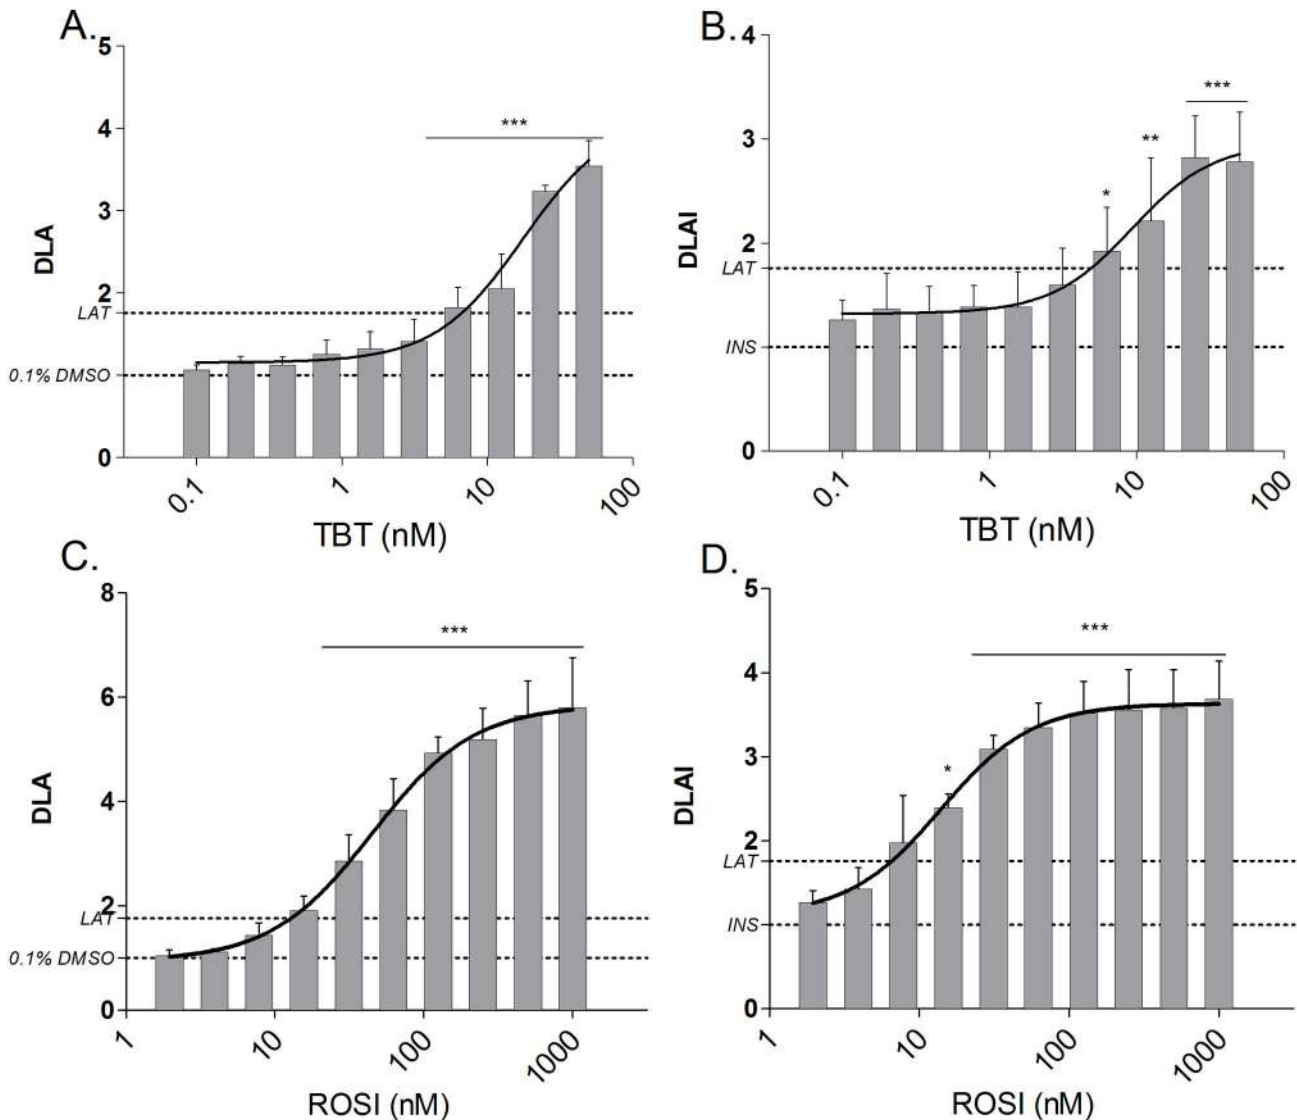 A.
5
4
3
2
LAT
0.1% DMSO
0
DLA
***
0.1
1
10
100
TBT (nM)
B.
4
3
2
LAT
INS
0
DLAI
*
**
***
0.1
1
10
100
TBT (nM)
C.
8
6
4
2
LAT
0.1% DMSO
0
DLA
***
1
10
100
1000
ROSI (nM)
D.
5
4
3
2
LAT
INS
0
DLAI
*
***
1
10
100
1000
ROSI (nM)